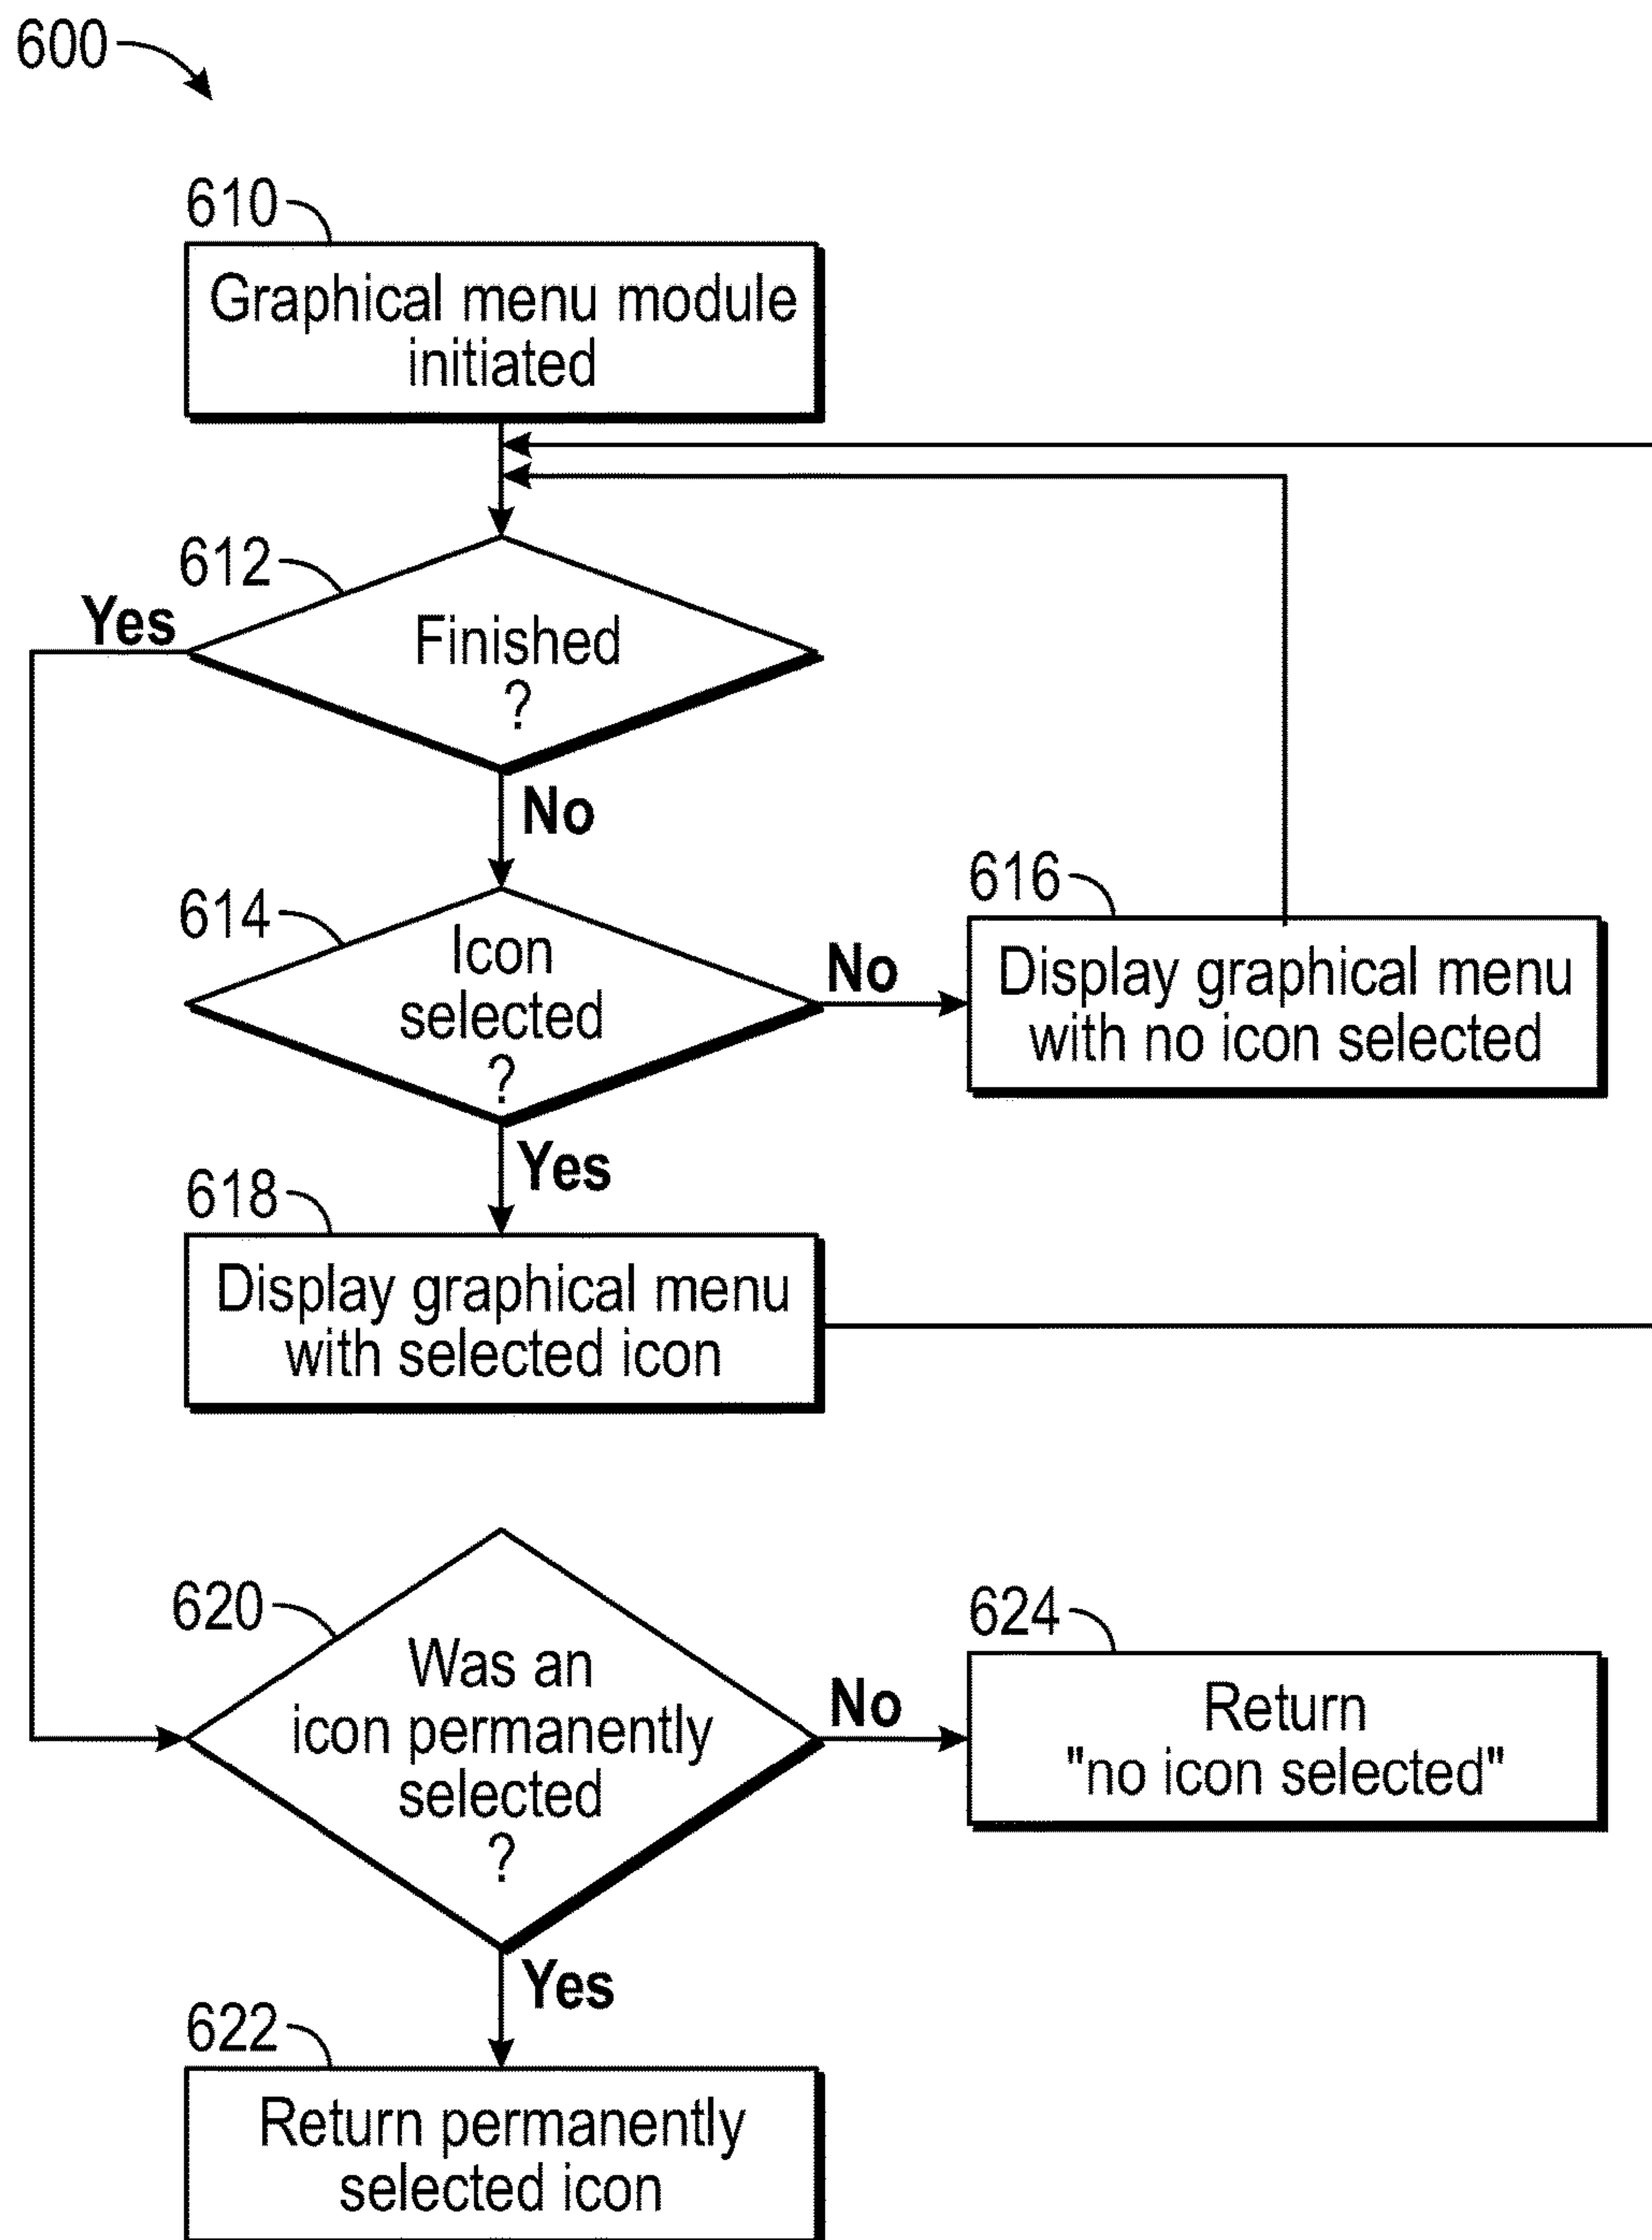 600
610
Graphical menu module
initiated
612
Yes
Finished
?
No
614
Icon
selected
?
No
616
Display graphical menu
with no icon selected
Yes
618
Display graphical menu
with selected icon
620
Was an
icon permanently
selected
?
No
624
Return
"no icon selected"
Yes
622
Return permanently
selected icon